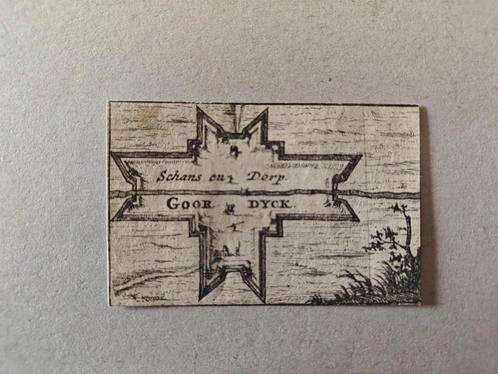 Schans en Dorp.
GOOR DYCK.